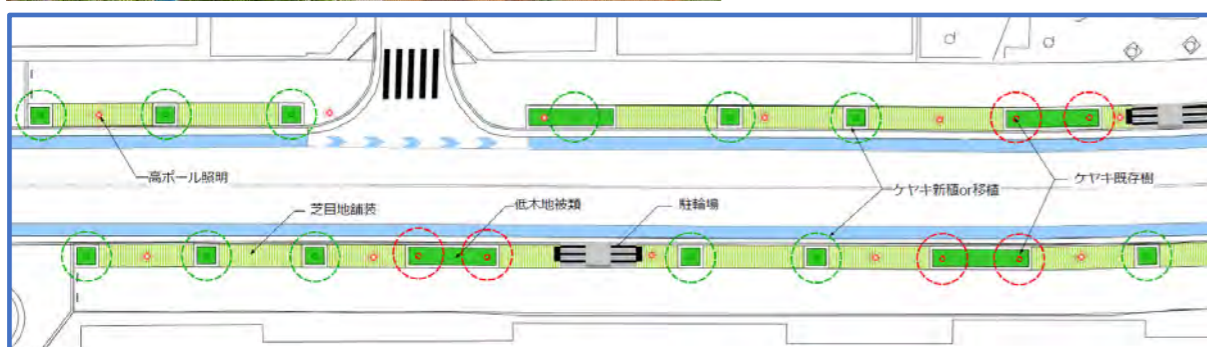 高ポール照明
ケヤキ新植or移植
ケヤキ既存樹
芝目地舗装
低木地被類
駐輪場